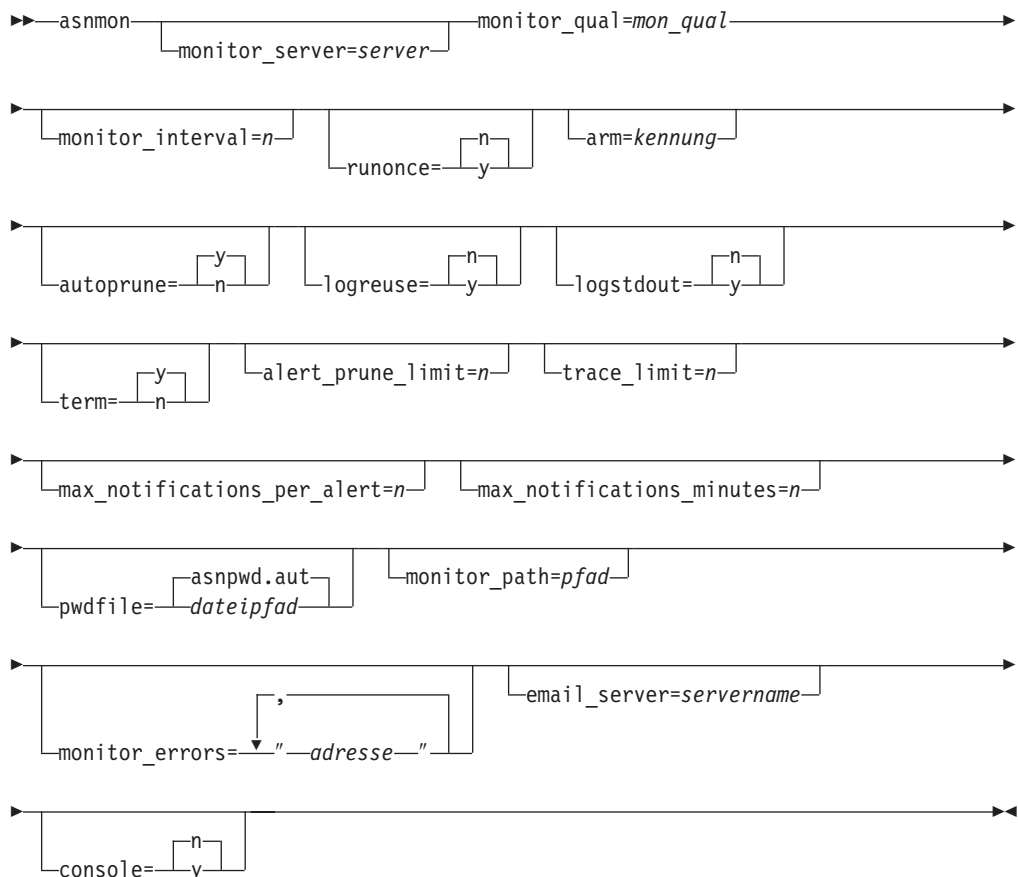 asnmon monitor_qual=mon_qual
monitor_server=server
monitor_interval=n n arm=kennung
runonce= y
y n n
autoprune= n logreuse= y logstdout= y
y alert_prune_limit=n trace_limit=n
term= n
max_notifications_per_alert=n max_notifications_minutes=n
asnpwd.aut monitor_path=pfad
pwdfile= dateipfad
, email_server=servername
monitor_errors= " adresse "
n
console= y